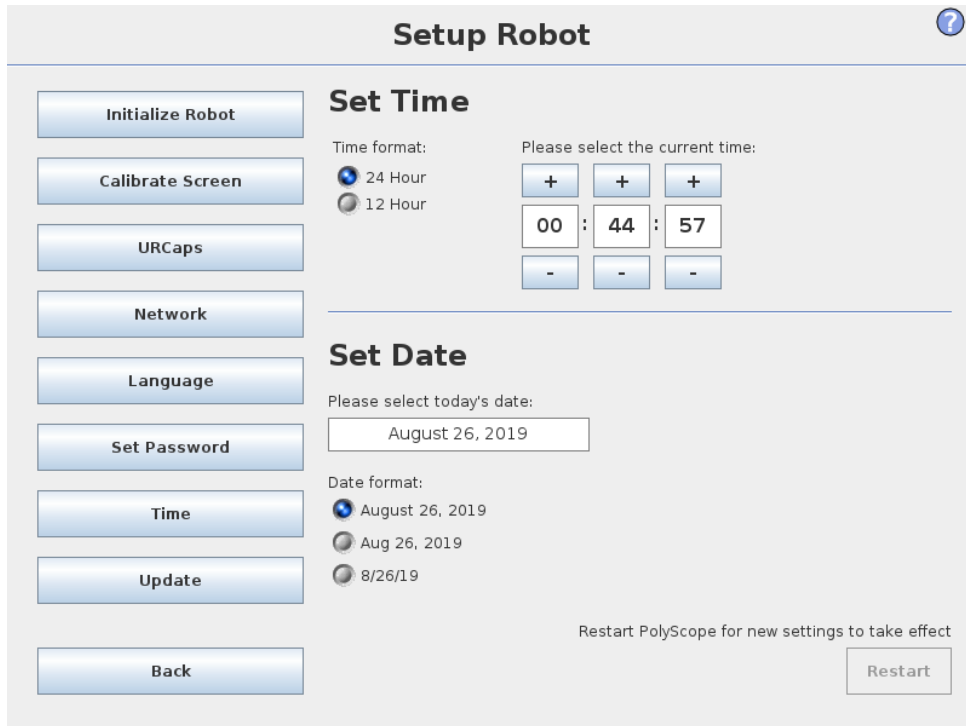 Setup Robot
?
Initialize Robot
Calibrate Screen
URCaps
Network
Language
Set Password
Time
Update
Back
Set Time
Time format:
24 Hour
12 Hour
Please select the current time:
+ + +
00 : 44 : 57
- - -
Set Date
Please select today's date:
August 26, 2019
Date format:
August 26, 2019
Aug 26, 2019
8/26/19
Restart PolyScope for new settings to take effect
Restart